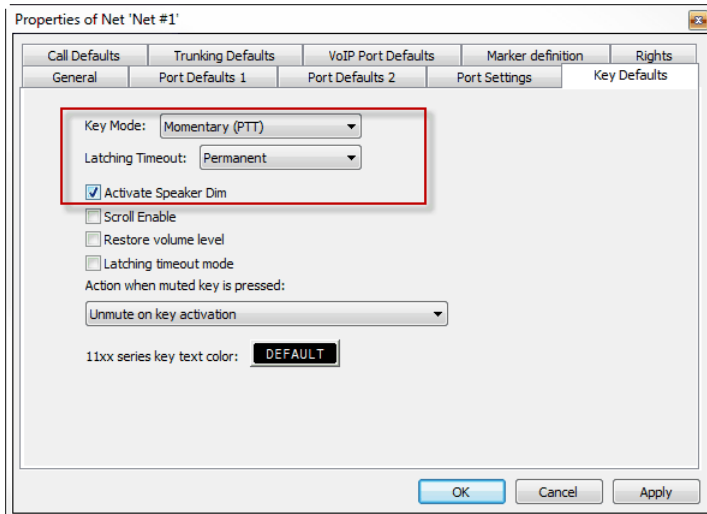 Properties of Net 'Net #1'
Call Defaults Trunking Defaults VoIP Port Defaults Marker definition Rights
General Port Defaults 1 Port Defaults 2 Port Settings Key Defaults
Key Mode: Momentary (PTT)
Latching Timeout: Permanent
Activate Speaker Dim
Scroll Enable
Restore volume level
Latching timeout mode
Action when muted key is pressed:
Unmute on key activation
11xx series key text color: DEFAULT
OK Cancel Apply